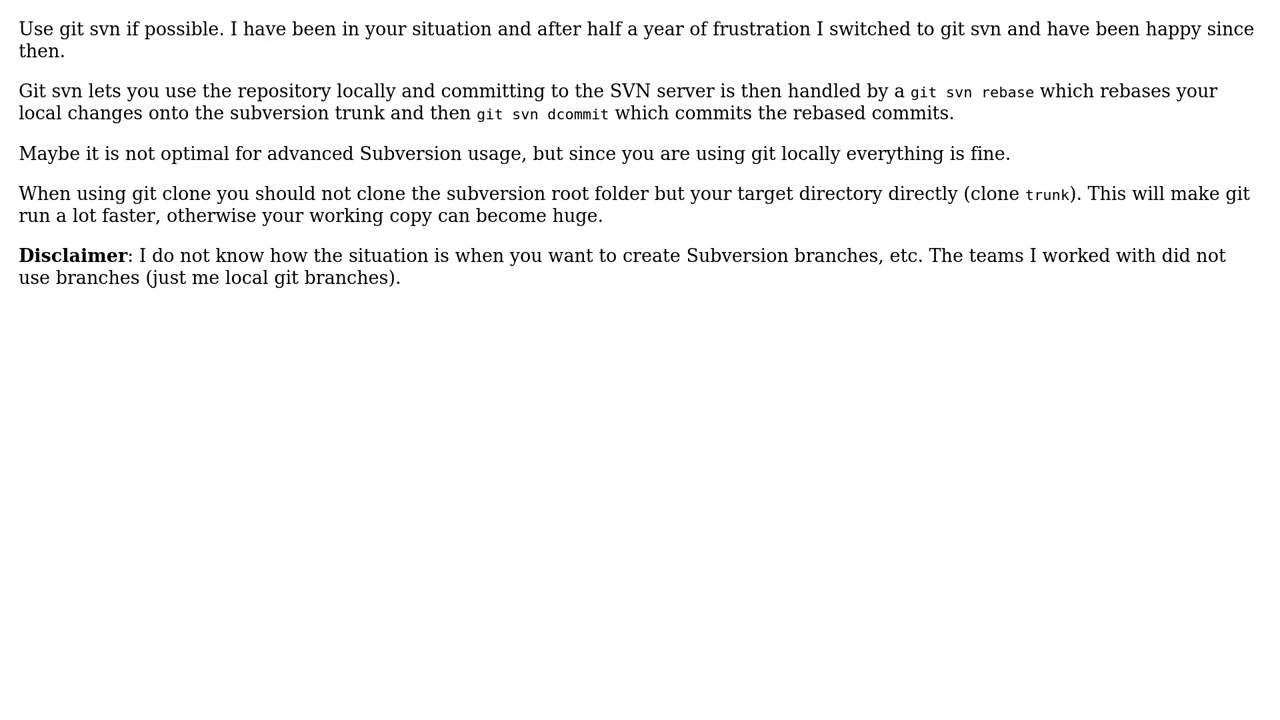 Use git svn if possible. I have been in your situation and after half a year of frustration I switched to git svn and have been happy since
then.
Git svn lets you use the repository locally and committing to the SVN server is then handled by a git svn rebase which rebases your
local changes onto the subversion trunk and then git svn dcommit which commits the rebased commits.
Maybe it is not optimal for advanced Subversion usage, but since you are using git locally everything is fine.
When using git clone you should not clone the subversion root folder but your target directory directly (clone trunk). This will make git
run a lot faster, otherwise your working copy can become huge.
Disclaimer: I do not know how the situation is when you want to create Subversion branches, etc. The teams I worked with did not
use branches (just me local git branches).